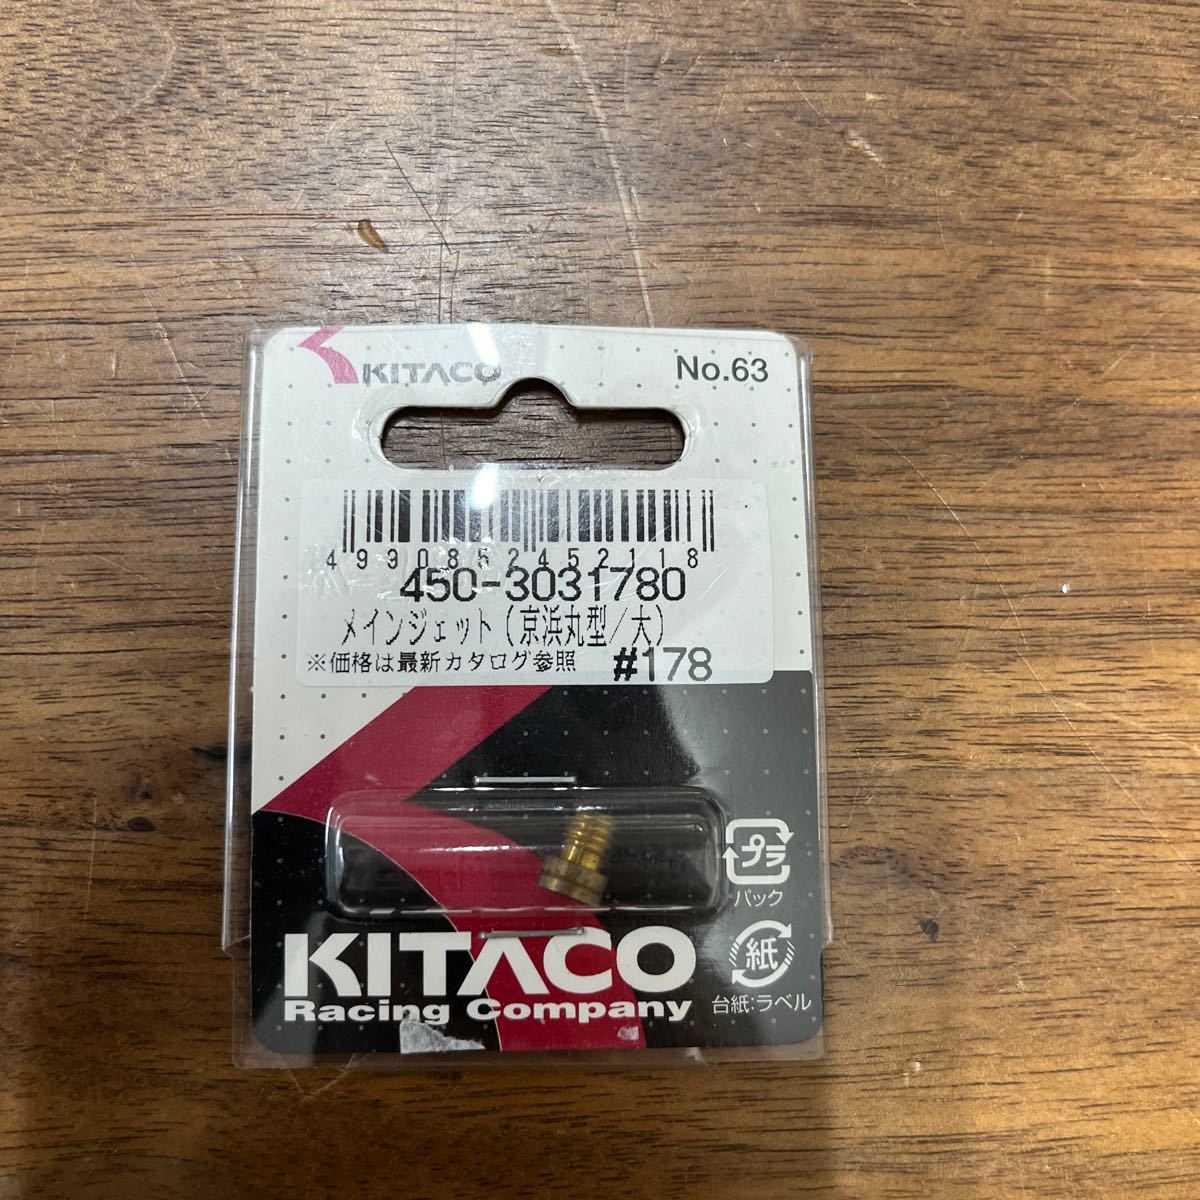 KITACO
No.63
4990852452118
450-3031780
メインジェット(京浜丸型/大)
※価格は最新カタログ参照 #178
プラ
パック
KITACO
紙
Racing Company
台紙:ラベル